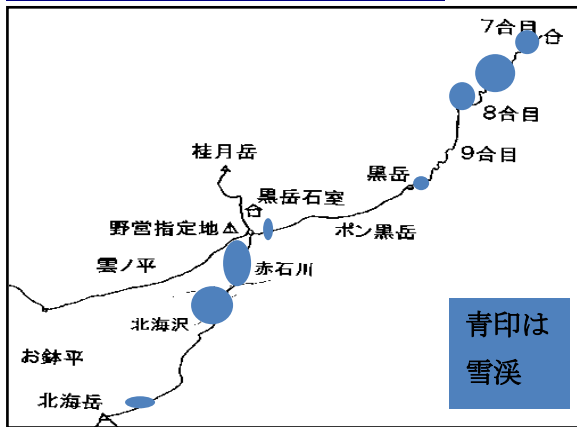 7合目
8合目
9合目
桂月岳
黒岳
黒岳石室
野営指定地
ポン黒岳
雲ノ平
赤石川
北海沢
お鉢平
北海岳
青印は
雪渓